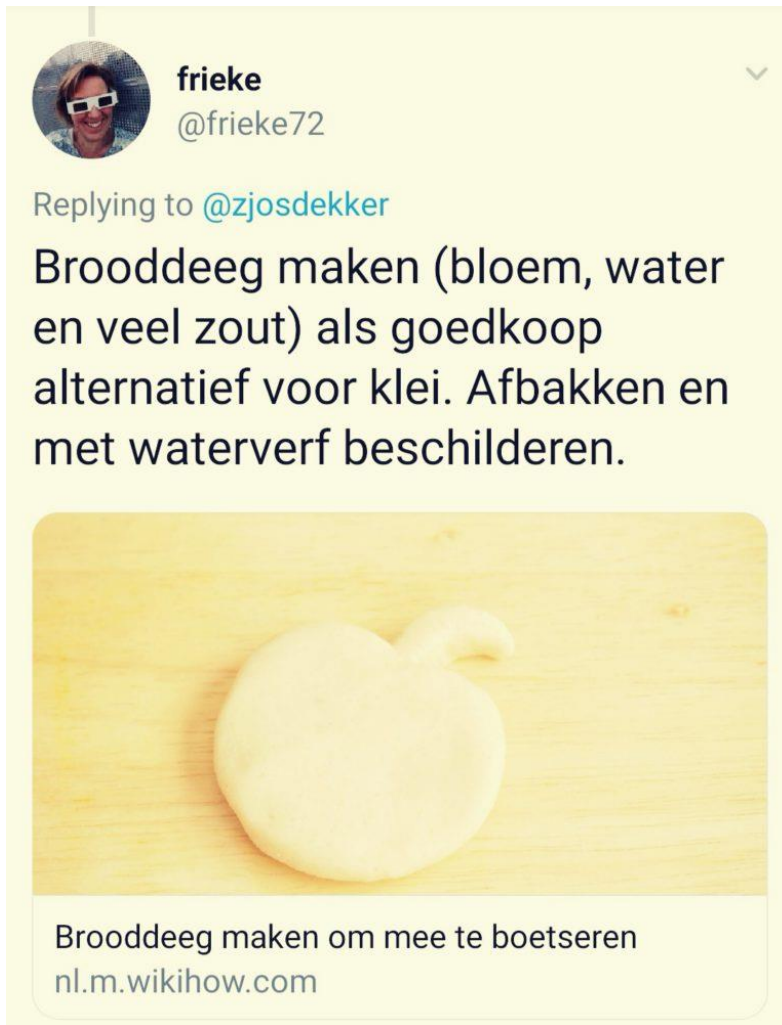 frieke
@frieke72
Replying to @zjosdekker
Brooddeeg maken (bloem, water
en veel zout) als goedkoop
alternatief voor klei. Afbakken en
met waterverf beschilderen.
Brooddeeg maken om mee te boetseren
nl.m.wikihow.com